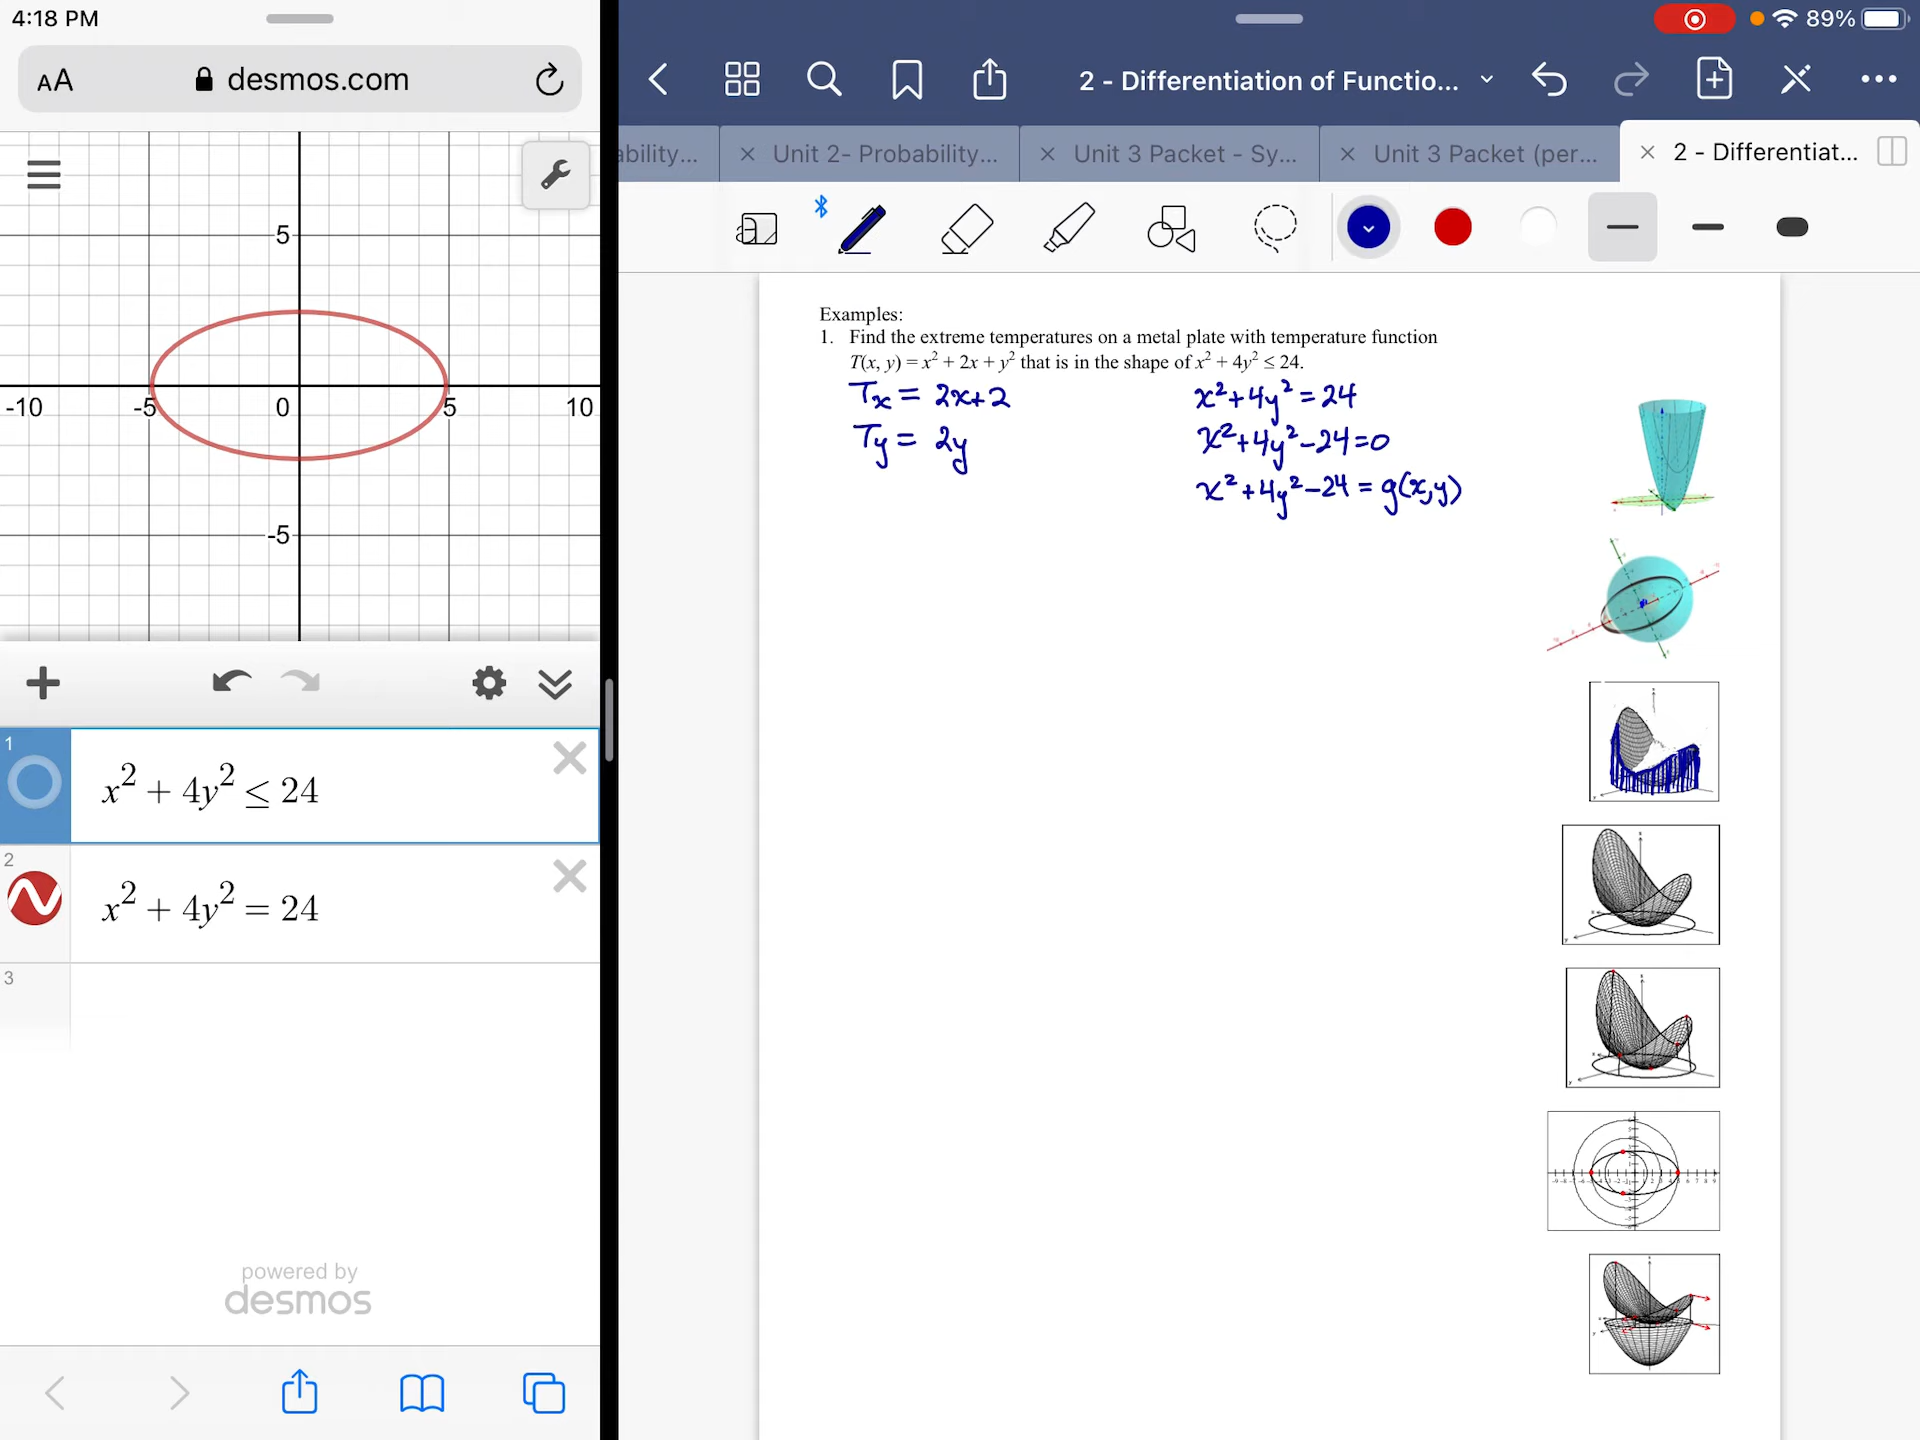 4:18 PM
AA desmos.com
5
-10 -5 0 5 10
-5
1
x² + 4y² ≤ 24
2
x² + 4y² = 24
3
powered by
desmos
89%
2 - Differentiation of Functio...
ability... × Unit 2- Probability... × Unit 3 Packet - Sy... × Unit 3 Packet (per... × 2 - Differentiat...
Examples:
1. Find the extreme temperatures on a metal plate with temperature function
T(x, y) = x² + 2x + y² that is in the shape of x² + 4y² ≤ 24.
Tx = 2x+2
Ty = 2y
x²+4y² = 24
x²+4y²-24=0
x²+4y²-24 = g(x,y)